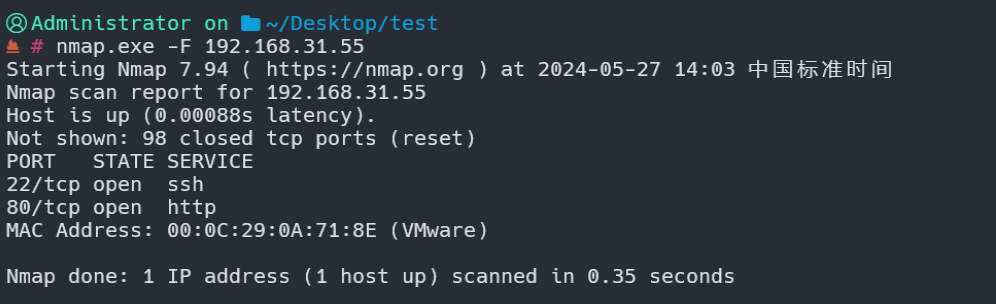 Administrator on ~/Desktop/test
# nmap.exe -F 192.168.31.55
Starting Nmap 7.94 ( https://nmap.org ) at 2024-05-27 14:03 中国标准时间
Nmap scan report for 192.168.31.55
Host is up (0.00088s latency).
Not shown: 98 closed tcp ports (reset)
PORT   STATE SERVICE
22/tcp open  ssh
80/tcp open  http
MAC Address: 00:0C:29:0A:71:8E (VMware)
Nmap done: 1 IP address (1 host up) scanned in 0.35 seconds